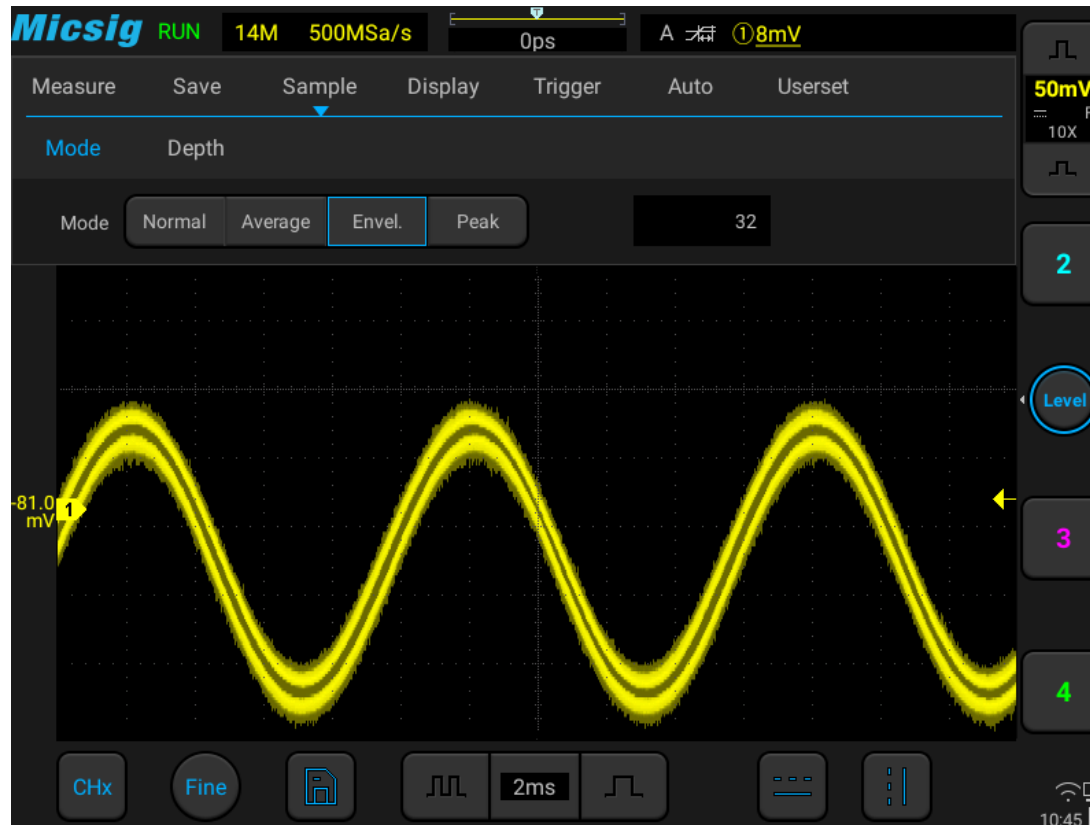 Micsig RUN 14M 500MSa/s T 0ps A ①8mV
Measure Save Sample Display Trigger Auto Userset
50mV
10X
Mode Depth
Mode Normal Average Envel. Peak 32
2
Level
-81.0
mV
1
3
4
CHx Fine 2ms
10:45